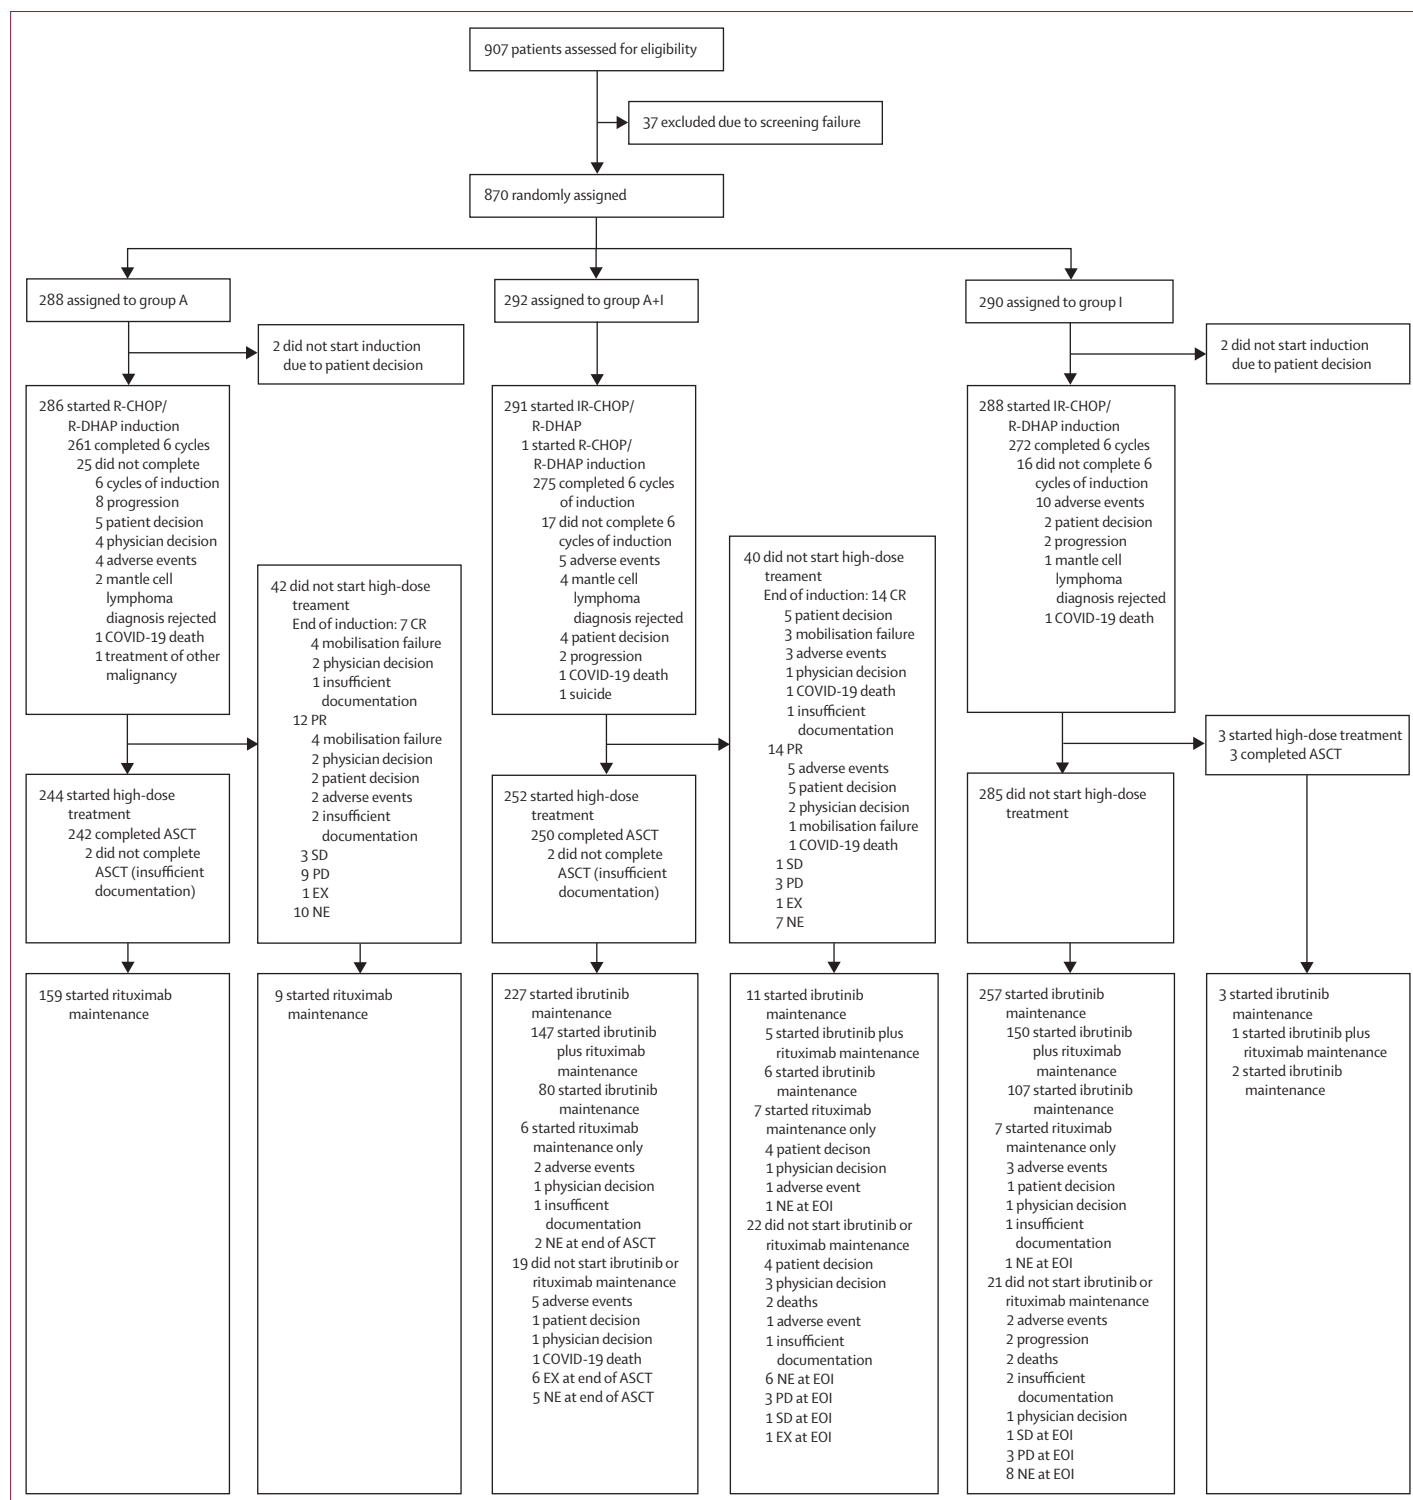 907 patients assessed for eligibility
37 excluded due to screening failure
870 randomly assigned
288 assigned to group A
292 assigned to group A+I
290 assigned to group I
2 did not start induction
due to patient decision
2 did not start induction
due to patient decision
286 started R-CHOP/
R-DHAP induction
261 completed 6 cycles
25 did not complete
6 cycles of induction
8 progression
5 patient decision
4 physician decision
4 adverse events
2 mantle cell
lymphoma
diagnosis rejected
1 COVID-19 death
1 treatment of other
malignancy
291 started IR-CHOP/
R-DHAP
1 started R-CHOP/
R-DHAP induction
275 completed 6 cycles
of induction
17 did not complete 6
cycles of induction
5 adverse events
4 mantle cell
lymphoma
diagnosis rejected
4 patient decision
2 progression
1 COVID-19 death
1 suicide
288 started IR-CHOP/
R-DHAP induction
272 completed 6 cycles
16 did not complete 6
cycles of induction
10 adverse events
2 patient decision
2 progression
1 mantle cell
lymphoma
diagnosis rejected
1 COVID-19 death
42 did not start high-dose
treament
End of induction: 7 CR
4 mobilisation failure
2 physician decision
1 insufficient
documentation
12 PR
4 mobilisation failure
2 physician decision
2 patient decision
2 adverse events
2 insufficient
documentation
3 SD
9 PD
1 EX
10 NE
40 did not start high-dose
treament
End of induction: 14 CR
5 patient decision
3 mobilisation failure
3 adverse events
1 physician decision
1 COVID-19 death
1 insufficient
documentation
14 PR
5 adverse events
5 patient decision
2 physician decision
1 mobilisation failure
1 COVID-19 death
1 SD
3 PD
1 EX
7 NE
3 started high-dose treatment
3 completed ASCT
244 started high-dose
treatment
242 completed ASCT
2 did not complete
ASCT (insufficient
documentation)
252 started high-dose
treatment
250 completed ASCT
2 did not complete
ASCT (insufficient
documentation)
285 did not start high-dose
treatment
159 started rituximab
maintenance
9 started rituximab
maintenance
227 started ibrutinib
maintenance
147 started ibrutinib
plus rituximab
maintenance
80 started ibrutinib
maintenance
6 started rituximab
maintenance only
2 adverse events
1 physician decision
1 insufficent
documentation
2 NE at end of ASCT
19 did not start ibrutinib or
rituximab maintenance
5 adverse events
1 patient decision
1 physician decision
1 COVID-19 death
6 EX at end of ASCT
5 NE at end of ASCT
11 started ibrutinib
maintenance
5 started ibrutinib plus
rituximab maintenance
6 started ibrutinib
maintenance
7 started rituximab
maintenance only
4 patient decison
1 physician decision
1 adverse event
1 NE at EOI
22 did not start ibrutinib or
rituximab maintenance
4 patient decision
3 physician decision
2 deaths
1 adverse event
1 insufficient
documentation
6 NE at EOI
3 PD at EOI
1 SD at EOI
1 EX at EOI
257 started ibrutinib
maintenance
150 started ibrutinib
plus rituximab
maintenance
107 started ibrutinib
maintenance
7 started rituximab
maintenance only
3 adverse events
1 patient decision
1 physician decision
1 insufficient
documentation
1 NE at EOI
21 did not start ibrutinib or
rituximab maintenance
2 adverse events
2 progression
2 deaths
2 insufficient
documentation
1 physician decision
1 SD at EOI
3 PD at EOI
8 NE at EOI
3 started ibrutinib
maintenance
1 started ibrutinib plus
rituximab maintenance
2 started ibrutinib
maintenance